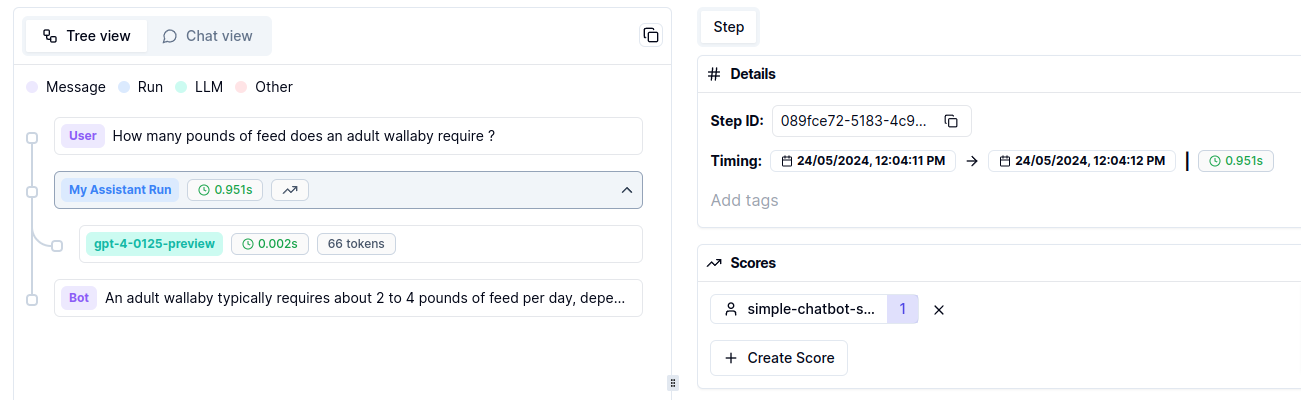 Tree view
Chat view
Message Run LLM Other
User How many pounds of feed does an adult wallaby require ?
My Assistant Run 0.951s
gpt-4-0125-preview 0.002s 66 tokens
Bot An adult wallaby typically requires about 2 to 4 pounds of feed per day, depe...
Step
Details
Step ID: 089fce72-5183-4c9...
Timing: 24/05/2024, 12:04:11 PM → 24/05/2024, 12:04:12 PM | 0.951s
Add tags
Scores
simple-chatbot-s... 1
Create Score